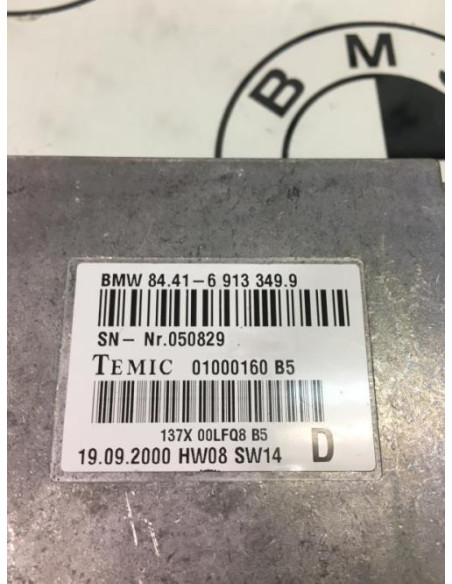 B M
BMW 84.41-6 913 349.9
SN- Nr.050829
TEMIC 01000160 B5
137X 00LFQ8 B5
19.09.2000 HW08 SW14 D